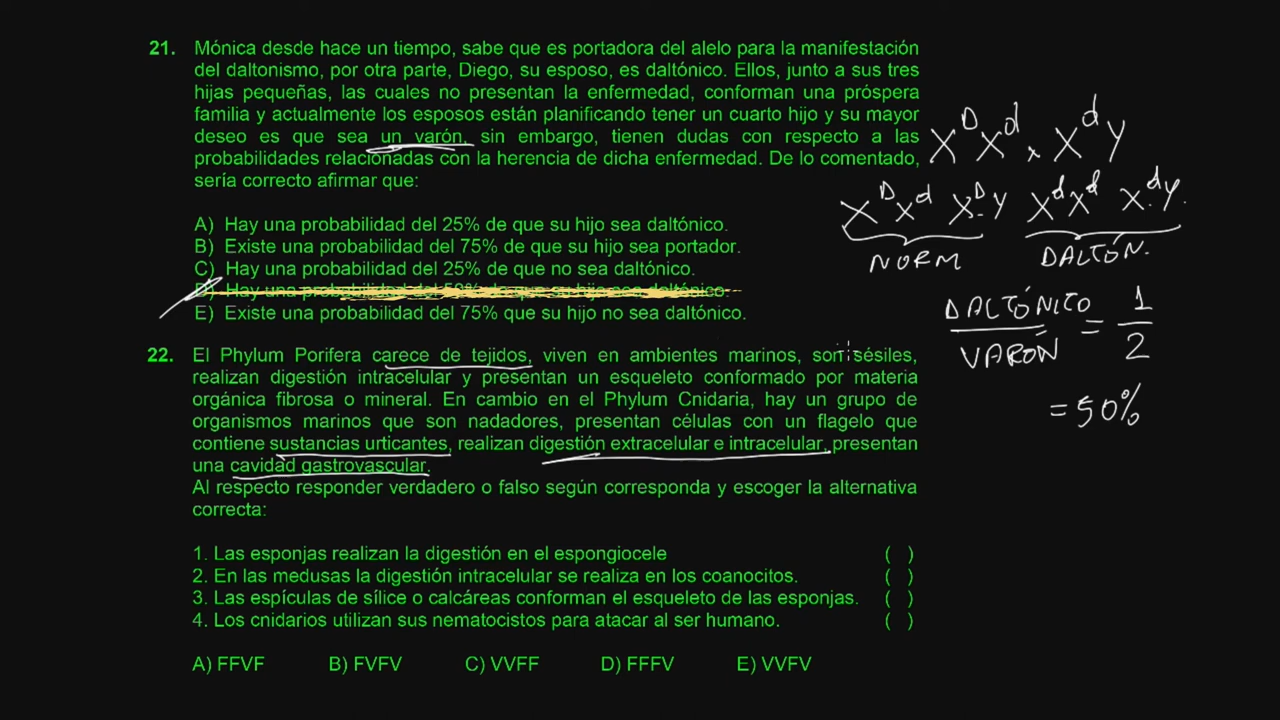 21. Mónica desde hace un tiempo, sabe que es portadora del alelo para la manifestación
del daltonismo, por otra parte, Diego, su esposo, es daltónico. Ellos, junto a sus tres
hijas pequeñas, las cuales no presentan la enfermedad, conforman una próspera
familia y actualmente los esposos están planificando tener un cuarto hijo y su mayor
deseo es que sea un varón, sin embargo, tienen dudas con respecto a las
probabilidades relacionadas con la herencia de dicha enfermedad. De lo comentado,
sería correcto afirmar que:
A) Hay una probabilidad del 25% de que su hijo sea daltónico.
B) Existe una probabilidad del 75% de que su hijo sea portador.
C) Hay una probabilidad del 25% de que no sea daltónico.
D) Hay una probabilidad del 50% de que su hijo sea daltónico.
E) Existe una probabilidad del 75% que su hijo no sea daltónico.
X^D X^d x X^d Y
X^D X^d X^D Y X^d X^d X^d Y
NORM DALTÓN.
DALTÓNICO / VARÓN = 1/2
= 50%
22. El Phylum Porifera carece de tejidos, viven en ambientes marinos, son sésiles,
realizan digestión intracelular y presentan un esqueleto conformado por materia
orgánica fibrosa o mineral. En cambio en el Phylum Cnidaria, hay un grupo de
organismos marinos que son nadadores, presentan células con un flagelo que
contiene sustancias urticantes, realizan digestión extracelular e intracelular, presentan
una cavidad gastrovascular.
Al respecto responder verdadero o falso según corresponda y escoger la alternativa
correcta:
1. Las esponjas realizan la digestión en el espongiocele ( )
2. En las medusas la digestión intracelular se realiza en los coanocitos. ( )
3. Las espículas de sílice o calcáreas conforman el esqueleto de las esponjas. ( )
4. Los cnidarios utilizan sus nematocistos para atacar al ser humano. ( )
A) FFVF B) FVFV C) VVFF D) FFFV E) VVFV